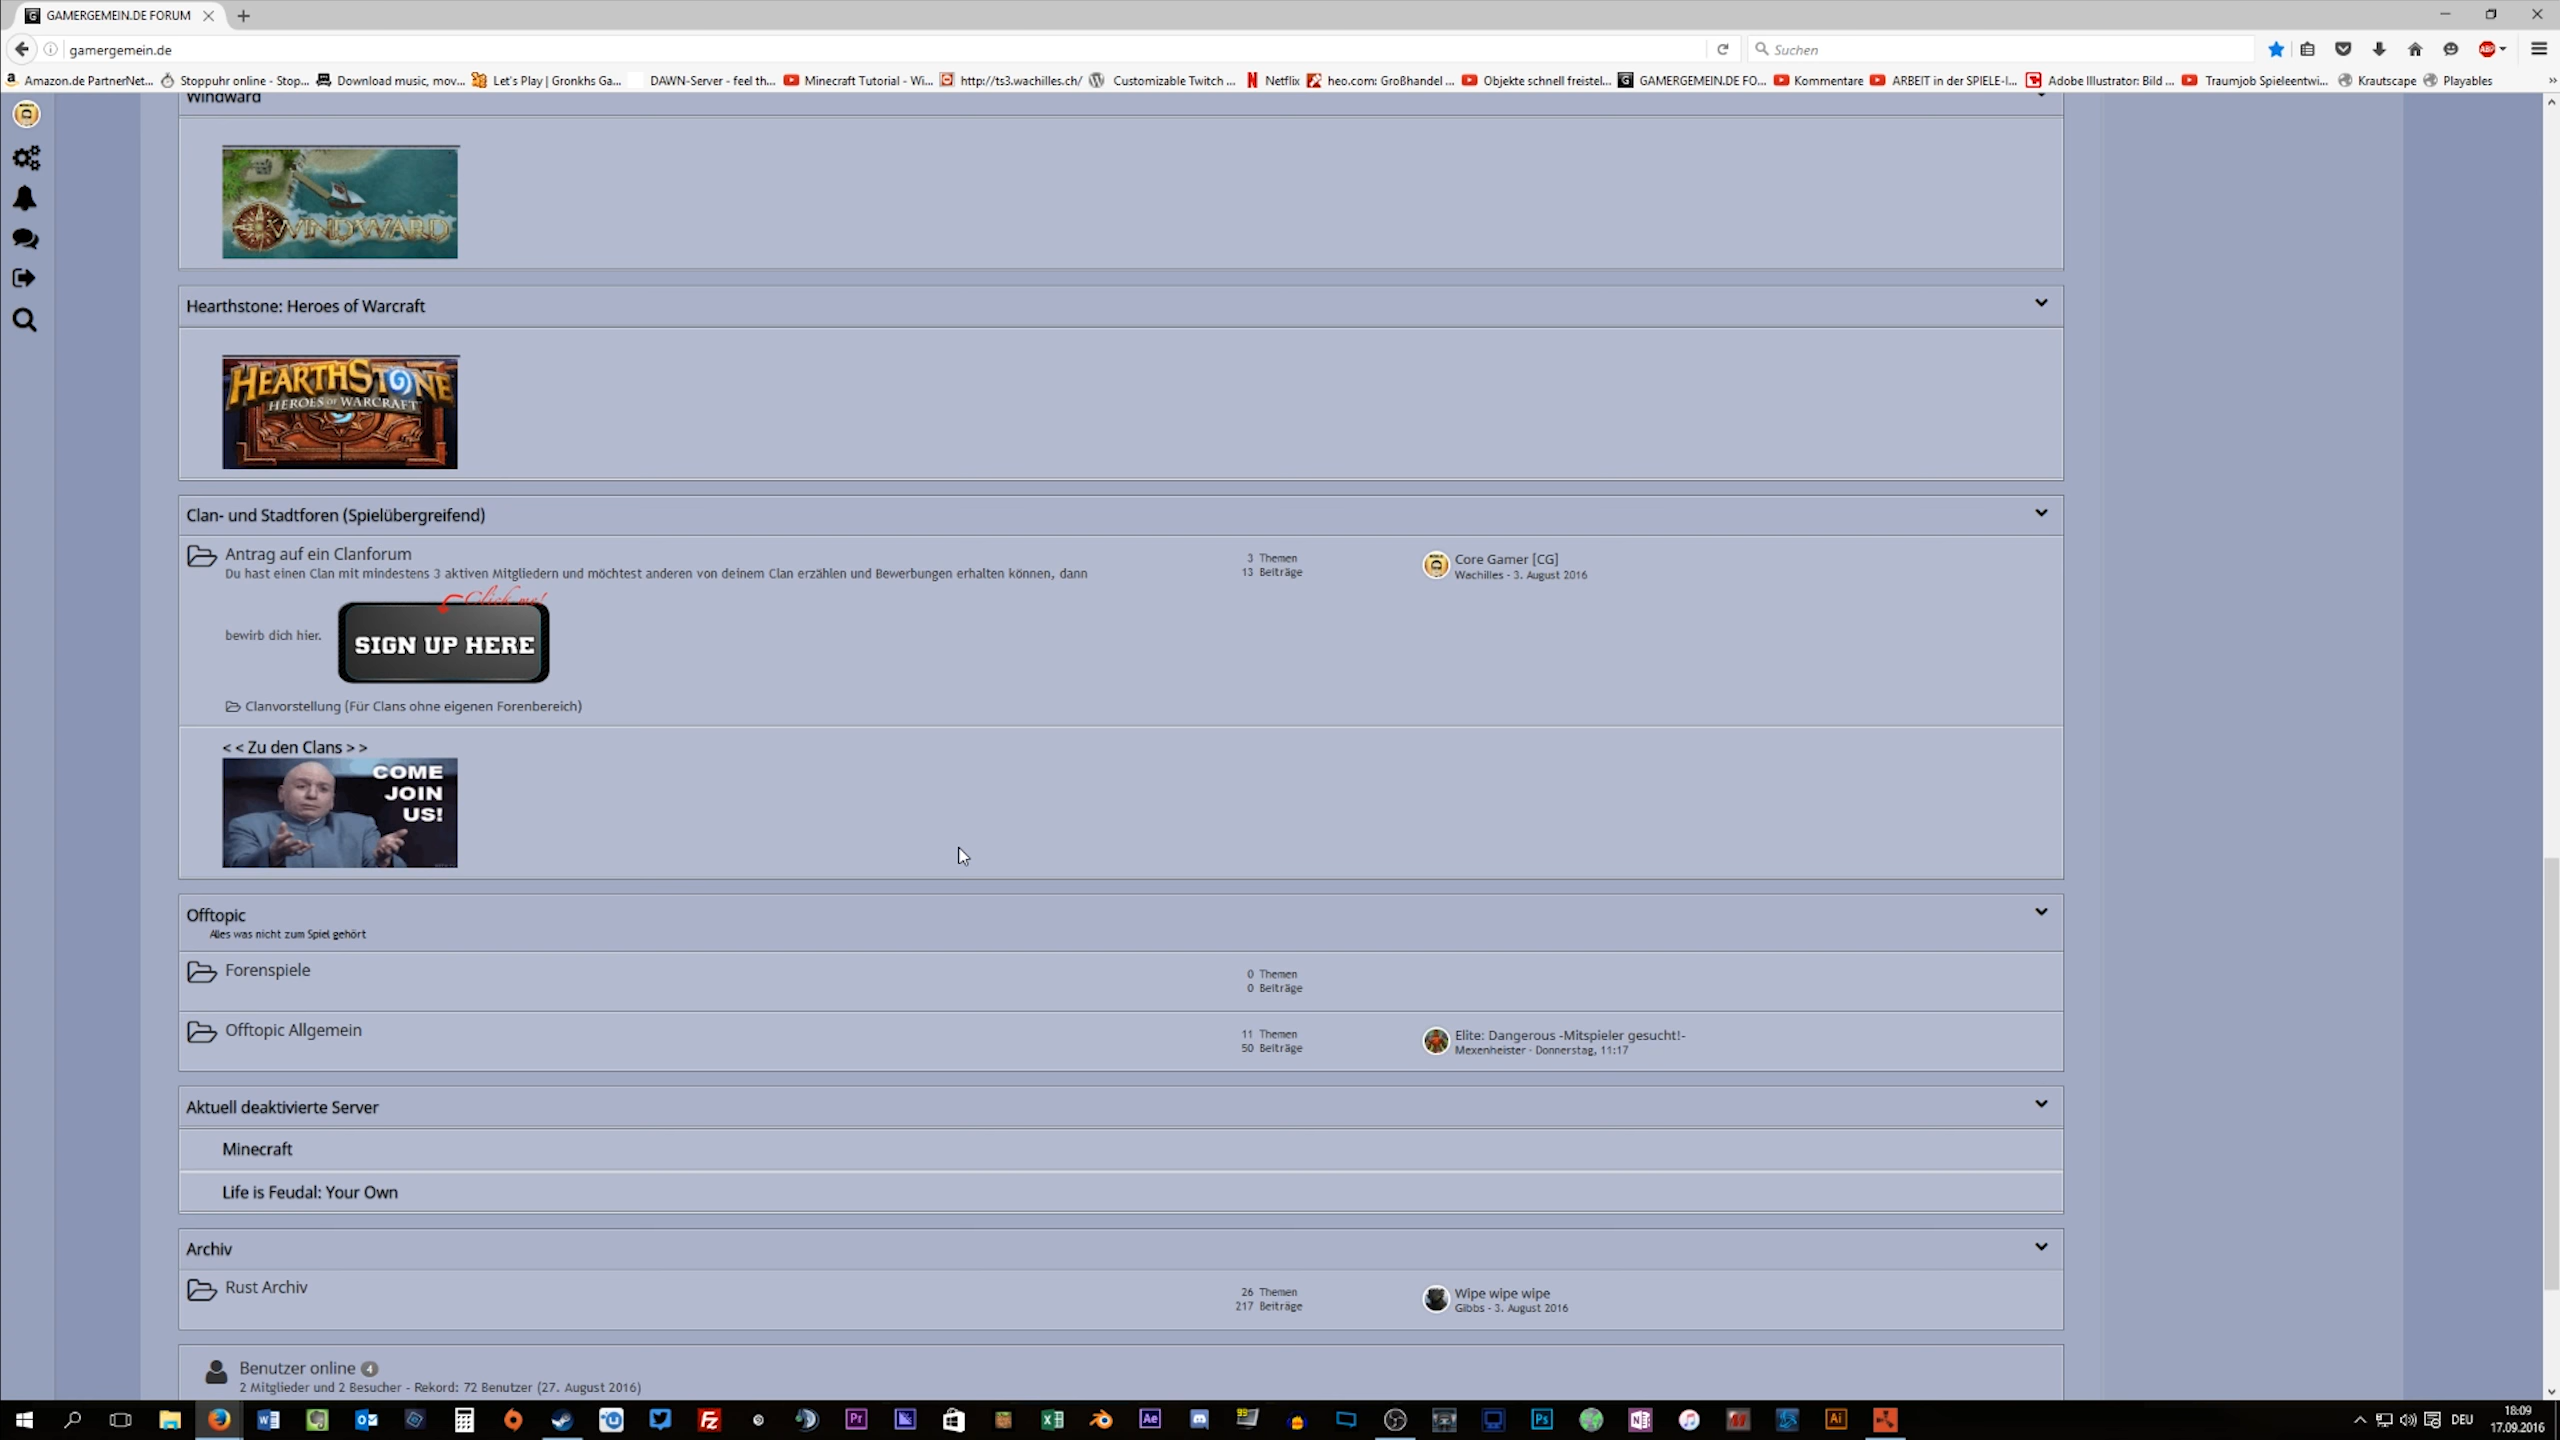 GAMERGEMEIN.DE FORUM
gamergemein.de
Suchen
ABP
Amazon.de PartnerNet... Stoppuhr online - Stop... Download music, mov... Let's Play | Gronkhs Ga... DAWN-Server - feel th... Minecraft Tutorial - Wi... http://ts3.wachilles.ch/ Customizable Twitch ... Netflix heo.com: Großhandel ... Objekte schnell freistel... GAMERGEMEIN.DE FO... Kommentare ARBEIT in der SPIELE-I... Adobe Illustrator: Bild ... Traumjob Spieleentwi... Krautscape Playables
Windward
WINDWARD
Hearthstone: Heroes of Warcraft
HEARTHSTONE
HEROES OF WARCRAFT
Clan- und Stadtforen (Spielübergreifend)
Antrag auf ein Clanforum
Du hast einen Clan mit mindestens 3 aktiven Mitgliedern und möchtest anderen von deinem Clan erzählen und Bewerbungen erhalten können, dann
3 Themen
13 Beiträge
Core Gamer [CG]
Wachilles - 3. August 2016
Click me!
bewirb dich hier.
SIGN UP HERE
Clanvorstellung (Für Clans ohne eigenen Forenbereich)
< < Zu den Clans > >
COME
JOIN
US!
Offtopic
Alles was nicht zum Spiel gehört
Forenspiele
0 Themen
0 Beiträge
Offtopic Allgemein
11 Themen
50 Beiträge
Elite: Dangerous -Mitspieler gesucht!-
Mexenheister - Donnerstag, 11:17
Aktuell deaktivierte Server
Minecraft
Life is Feudal: Your Own
Archiv
Rust Archiv
26 Themen
217 Beiträge
Wipe wipe wipe
Gibbs - 3. August 2016
Benutzer online 4
2 Mitglieder und 2 Besucher - Rekord: 72 Benutzer (27. August 2016)
Pr
Ae
99
Ps
Ai
DEU
18:09
17.09.2016